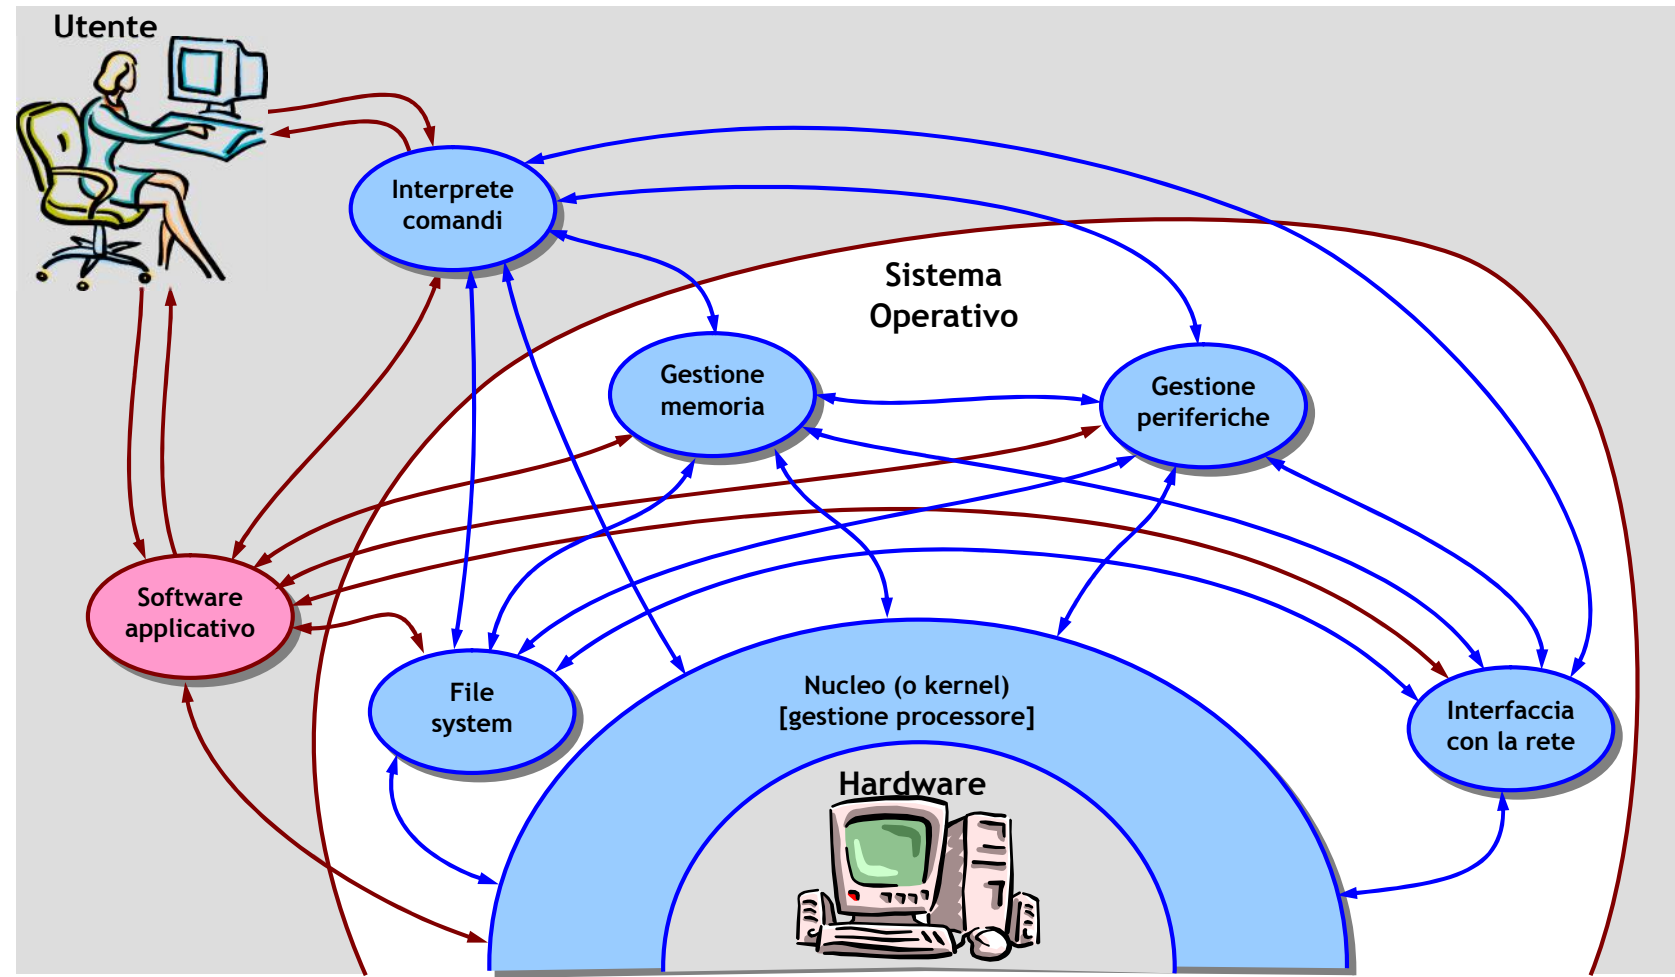 Utente
Interprete
comandi
Sistema
Operativo
Gestione
memoria
Gestione
periferiche
Software
applicativo
File
system
Nucleo (o kernel)
[gestione processore]
Interfaccia
con la rete
Hardware